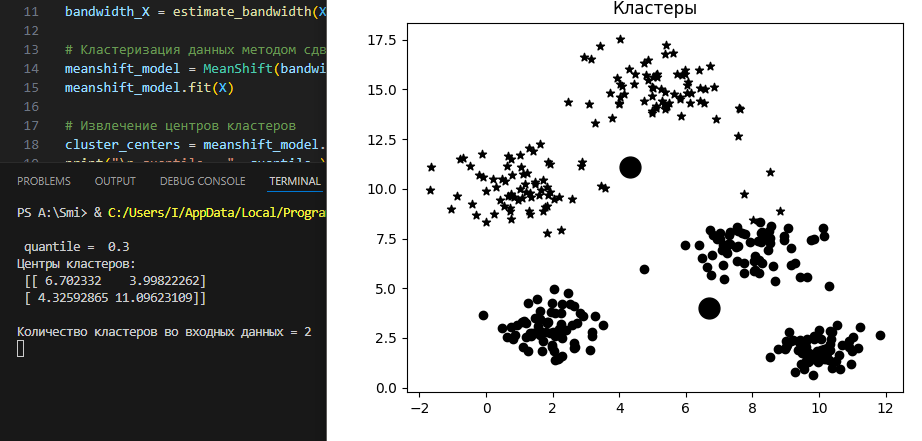 11 bandwidth_X = estimate_bandwidth(X
12
13 # Кластеризация данных методом сдв
14 meanshift_model = MeanShift(bandwi
15 meanshift_model.fit(X)
16
17 # Извлечение центров кластеров
18 cluster_centers = meanshift_model.
PROBLEMS OUTPUT DEBUG CONSOLE TERMINAL
PS A:\Smi> & C:/Users/I/AppData/Local/Progra
quantile = 0.3
Центры кластеров:
[[ 6.702332 3.99822262]
[ 4.32592865 11.09623109]]
Количество кластеров во входных данных = 2
Кластеры
17.5
15.0
12.5
10.0
7.5
5.0
2.5
0.0
−2 0 2 4 6 8 10 12